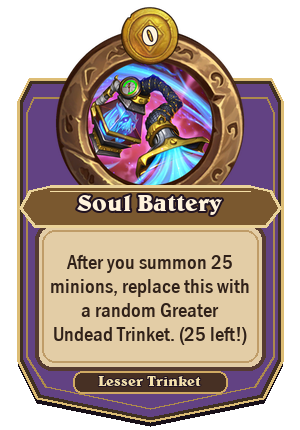 0
Soul Battery
After you summon 25
minions, replace this with
a random Greater
Undead Trinket. (25 left!)
Lesser Trinket